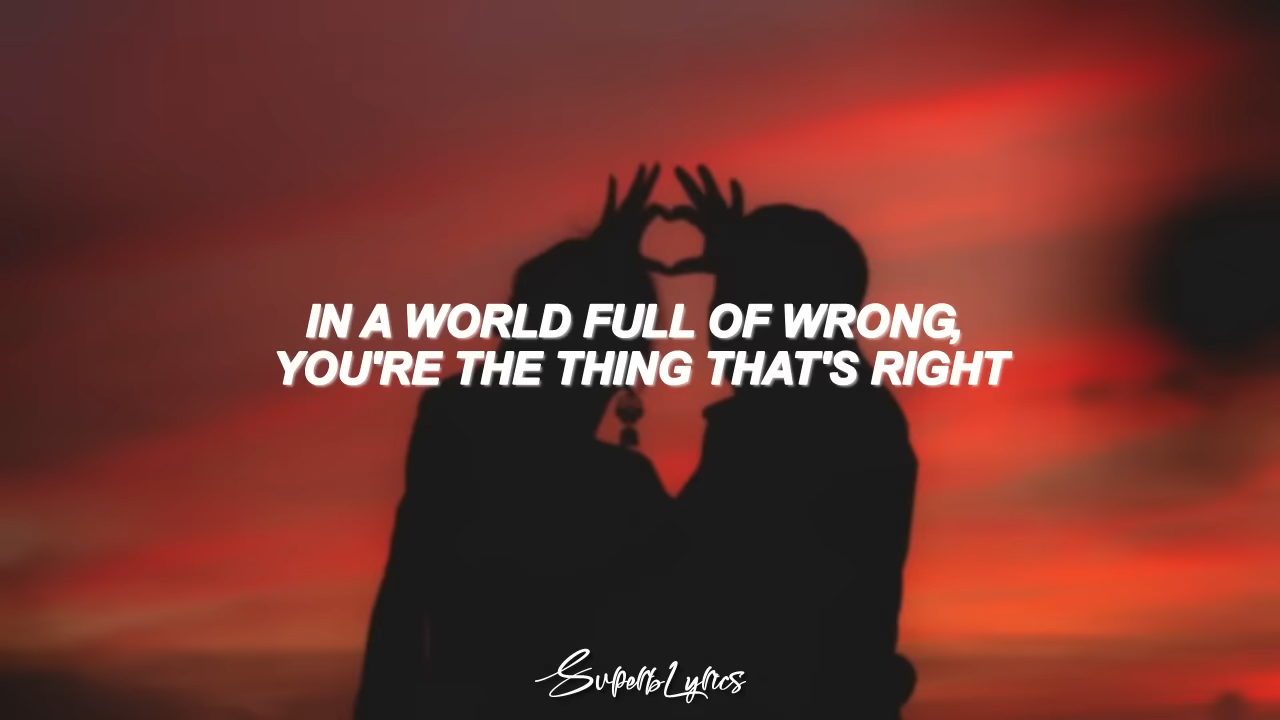 IN A WORLD FULL OF WRONG,
YOU'RE THE THING THAT'S RIGHT
SuperbLyrics